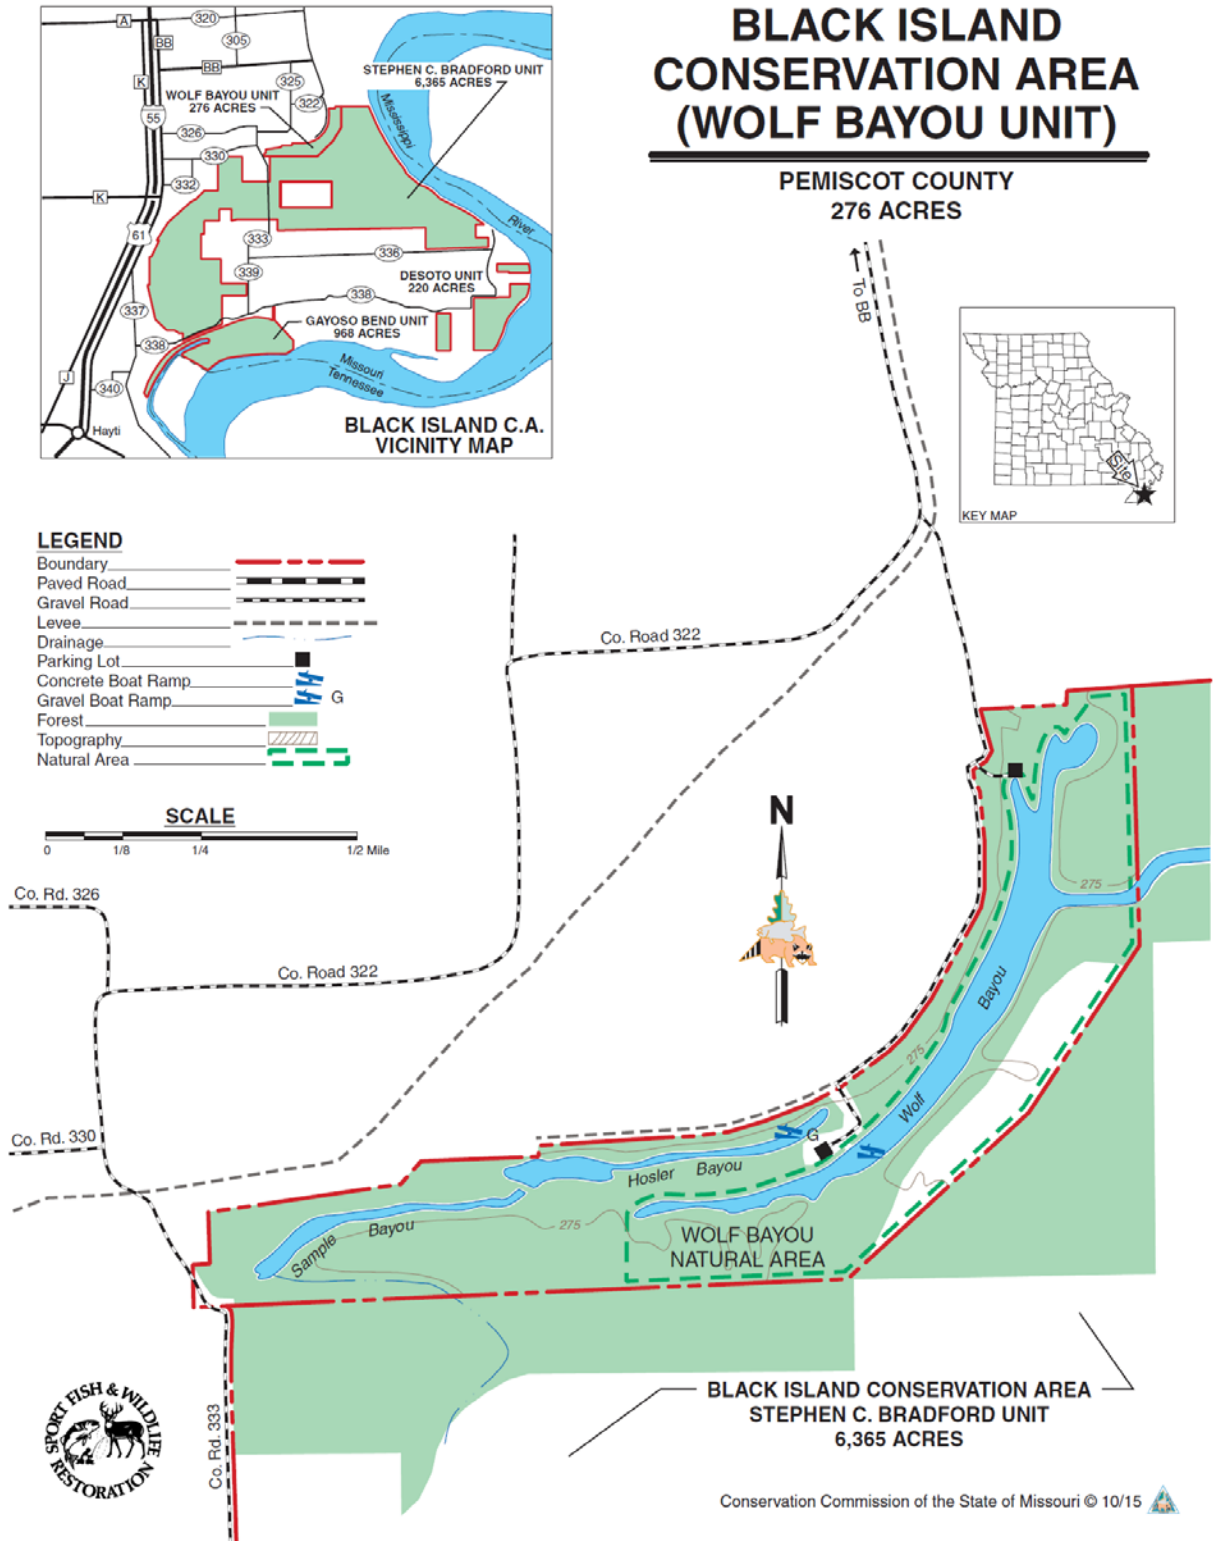 BLACK ISLAND
CONSERVATION AREA
(WOLF BAYOU UNIT)
PEMISCOT COUNTY
276 ACRES
A
320
BB
305
BB
K
325
STEPHEN C. BRADFORD UNIT
6,365 ACRES
WOLF BAYOU UNIT
276 ACRES
322
55
326
Mississippi
330
332
K
River
61
333
336
339
DESOTO UNIT
220 ACRES
338
337
GAYOSO BEND UNIT
968 ACRES
338
Missouri
Tennessee
J
340
Hayti
BLACK ISLAND C.A.
VICINITY MAP
To BB
Site
KEY MAP
LEGEND
Boundary
Paved Road
Gravel Road
Levee
Drainage
Parking Lot
Concrete Boat Ramp
Gravel Boat Ramp G
Forest
Topography
Natural Area
SCALE
0 1/8 1/4 1/2 Mile
Co. Road 322
N
Co. Rd. 326
275
Co. Road 322
Bayou
275
Wolf
Co. Rd. 330
G
Hosler Bayou
275
Sample Bayou
WOLF BAYOU
NATURAL AREA
Co. Rd. 333
BLACK ISLAND CONSERVATION AREA
STEPHEN C. BRADFORD UNIT
6,365 ACRES
SPORT FISH & WILDLIFE
RESTORATION
Conservation Commission of the State of Missouri © 10/15